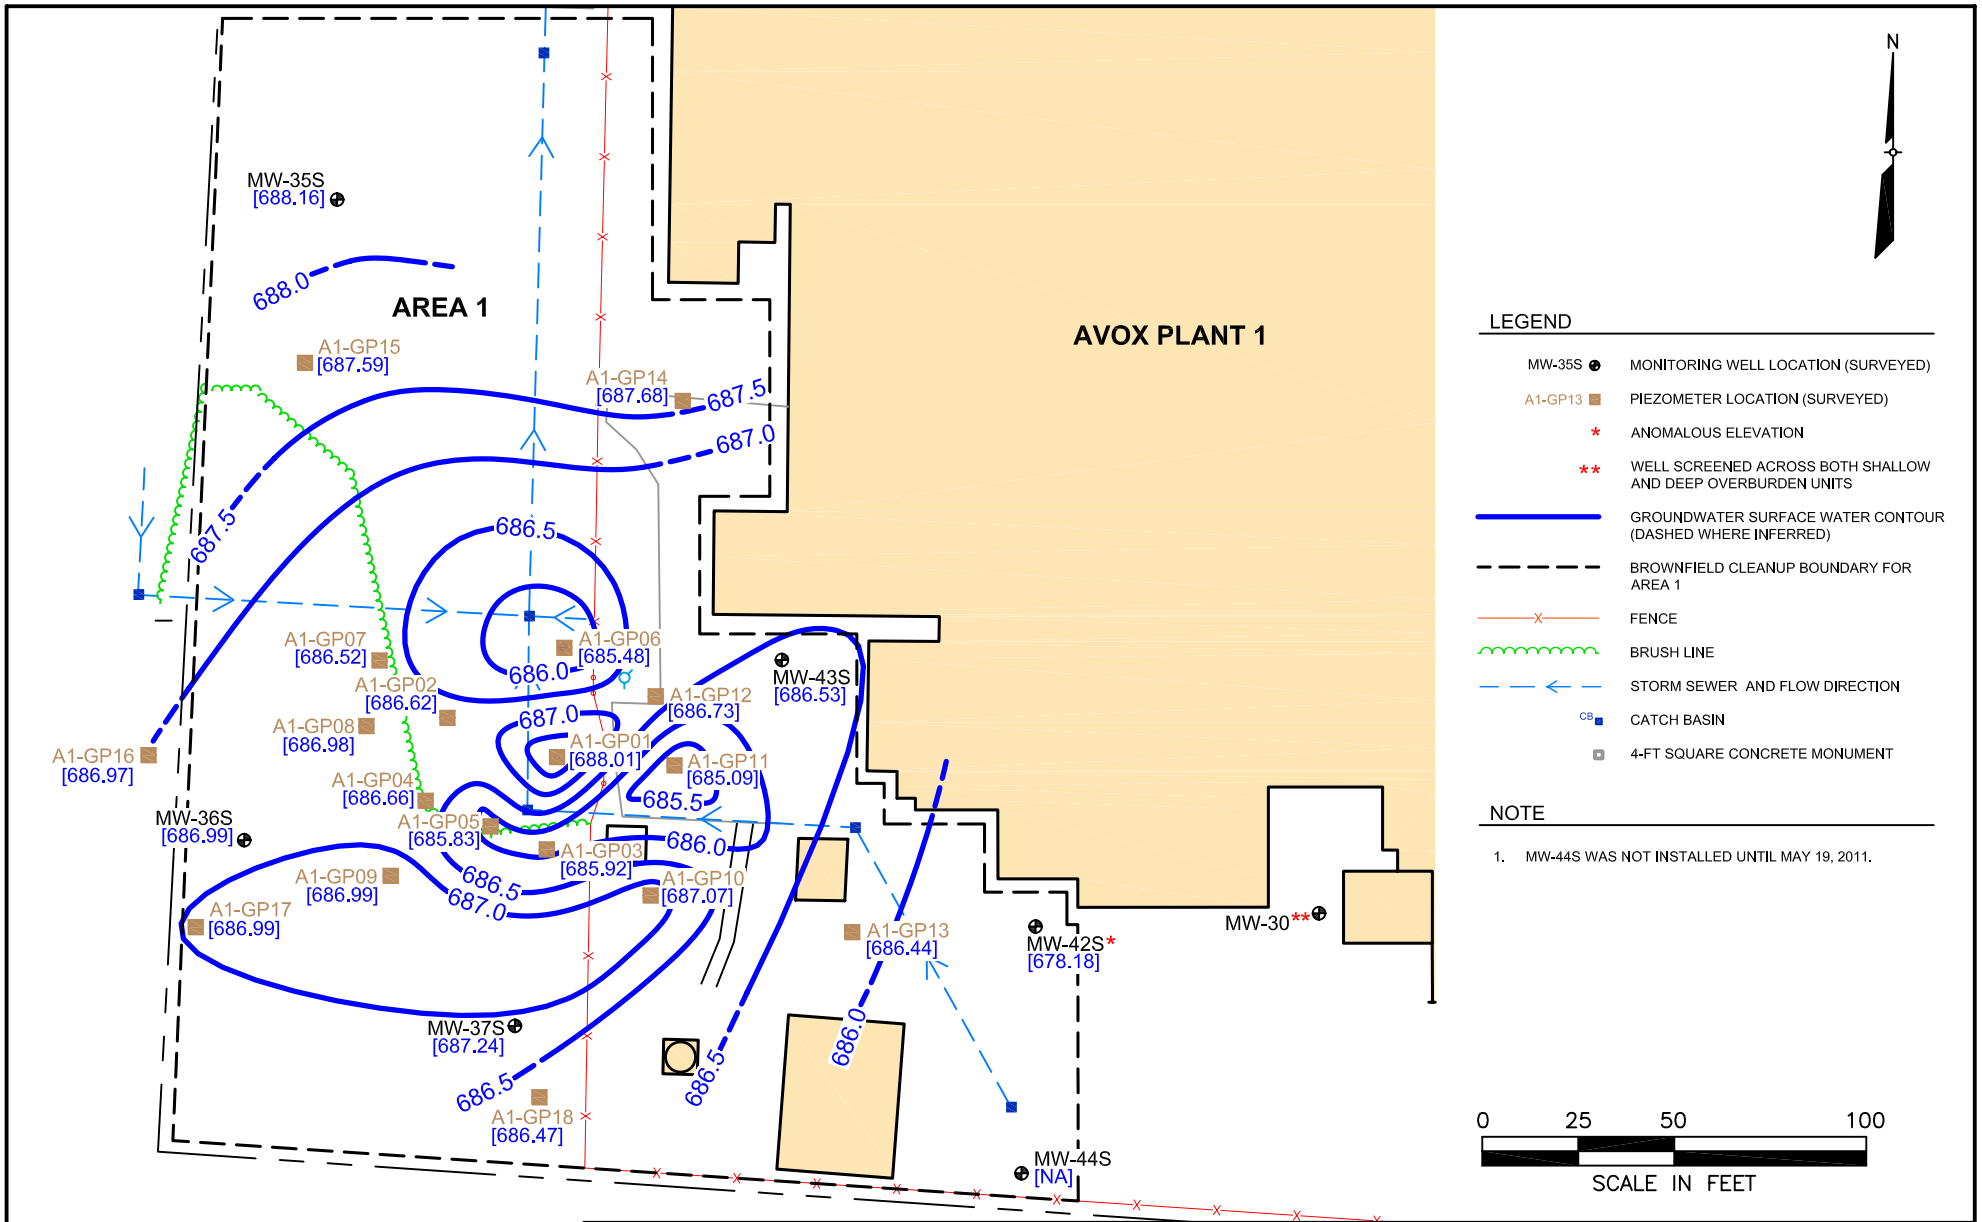 N
MW-35S
[688.16]
688.0
AREA 1
AVOX PLANT 1
A1-GP15
[687.59]
A1-GP14
[687.68]
687.5
687.0
687.5
686.5
A1-GP07
[686.52]
A1-GP06
[685.48]
686.0
A1-GP02
[686.62]
MW-43S
[686.53]
A1-GP12
[686.73]
687.0
A1-GP08
[686.98]
A1-GP01
[688.01]
A1-GP16
[686.97]
A1-GP11
[685.09]
A1-GP04
[686.66]
685.5
MW-36S
[686.99]
A1-GP05
[685.83]
686.0
A1-GP03
[685.92]
A1-GP09
[686.99]
686.5
687.0
A1-GP10
[687.07]
A1-GP17
[686.99]
A1-GP13
[686.44]
MW-42S*
[678.18]
MW-30**
MW-37S
[687.24]
686.5
686.5
686.0
A1-GP18
[686.47]
MW-44S
[NA]
LEGEND
MW-35S MONITORING WELL LOCATION (SURVEYED)
A1-GP13 PIEZOMETER LOCATION (SURVEYED)
* ANOMALOUS ELEVATION
** WELL SCREENED ACROSS BOTH SHALLOW
AND DEEP OVERBURDEN UNITS
GROUNDWATER SURFACE WATER CONTOUR
(DASHED WHERE INFERRED)
BROWNFIELD CLEANUP BOUNDARY FOR
AREA 1
X FENCE
BRUSH LINE
STORM SEWER AND FLOW DIRECTION
CB CATCH BASIN
4-FT SQUARE CONCRETE MONUMENT
NOTE
1. MW-44S WAS NOT INSTALLED UNTIL MAY 19, 2011.
0 25 50 100
SCALE IN FEET